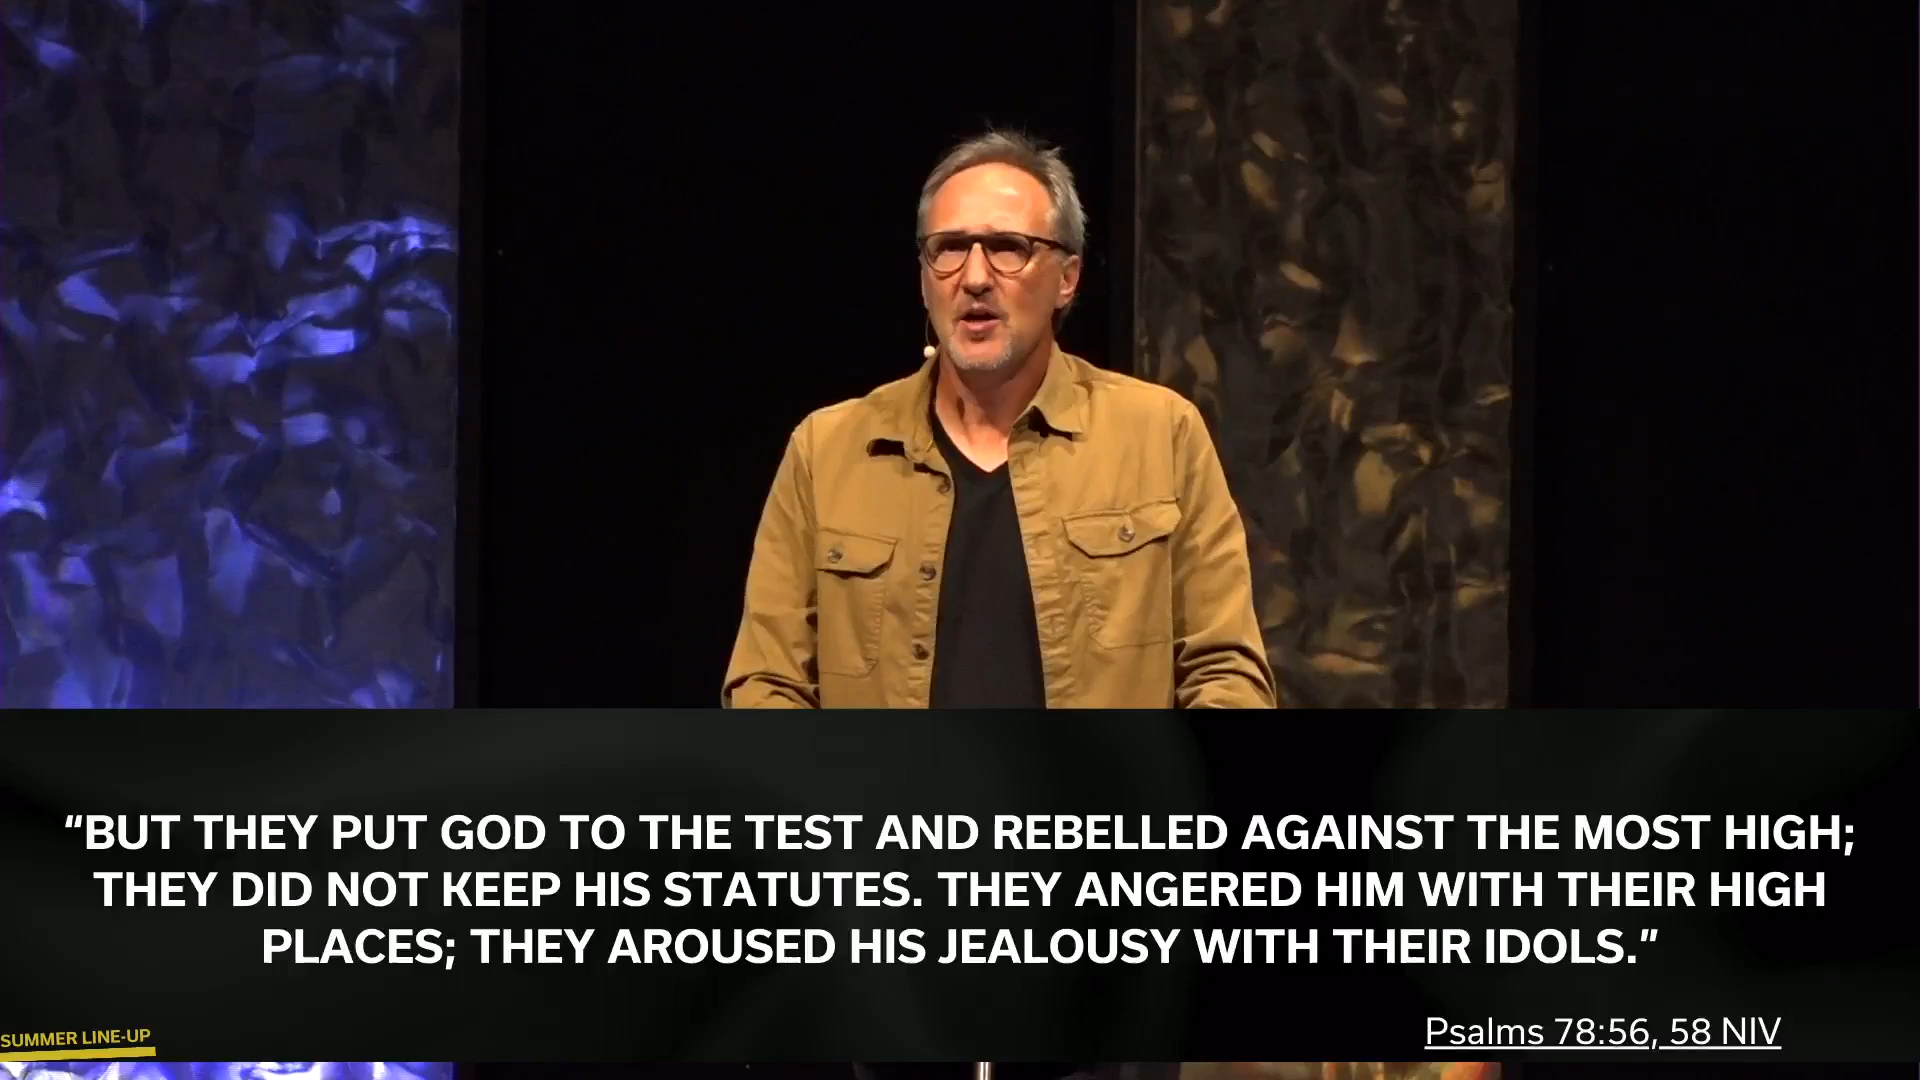 “BUT THEY PUT GOD TO THE TEST AND REBELLED AGAINST THE MOST HIGH;
THEY DID NOT KEEP HIS STATUTES. THEY ANGERED HIM WITH THEIR HIGH
PLACES; THEY AROUSED HIS JEALOUSY WITH THEIR IDOLS.”
Psalms 78:56, 58 NIV
SUMMER LINE-UP